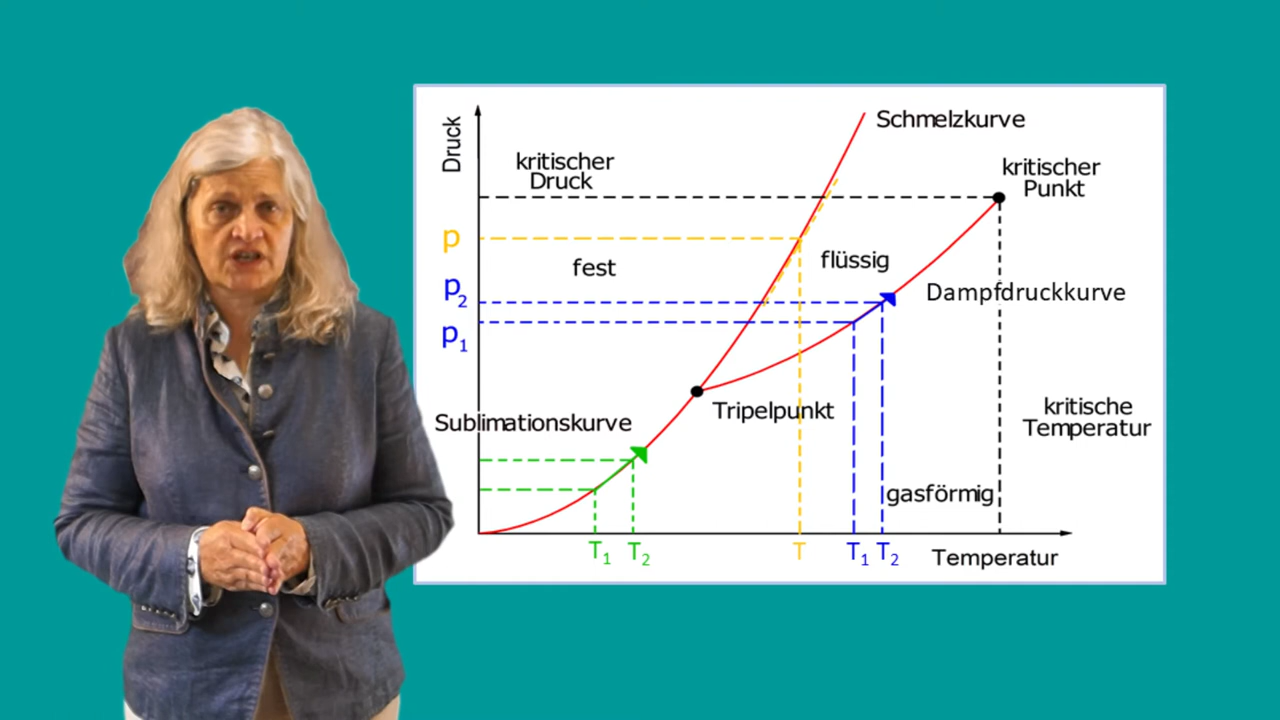 Druck
Schmelzkurve
kritischer
Druck
kritischer
Punkt
p
fest
flüssig
p2
Dampfdruckkurve
p1
Tripelpunkt
Sublimationskurve
kritische
Temperatur
gasförmig
T1 T2 T T1 T2
Temperatur